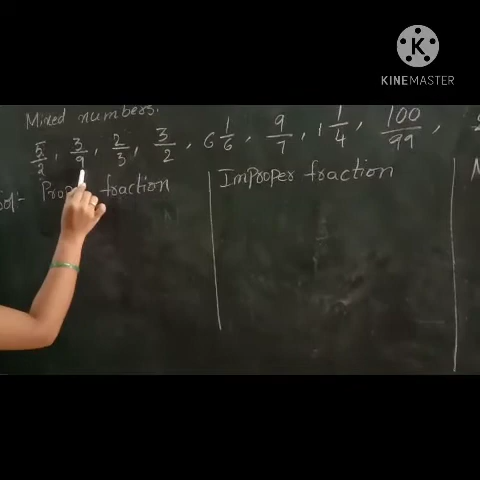 K
KINEMASTER
Mixed numbers.
5/2, 3/9, 2/3, 3/2, 6 1/6, 9/7, 1 1/4, 100/99,
Proper fraction Improper fraction